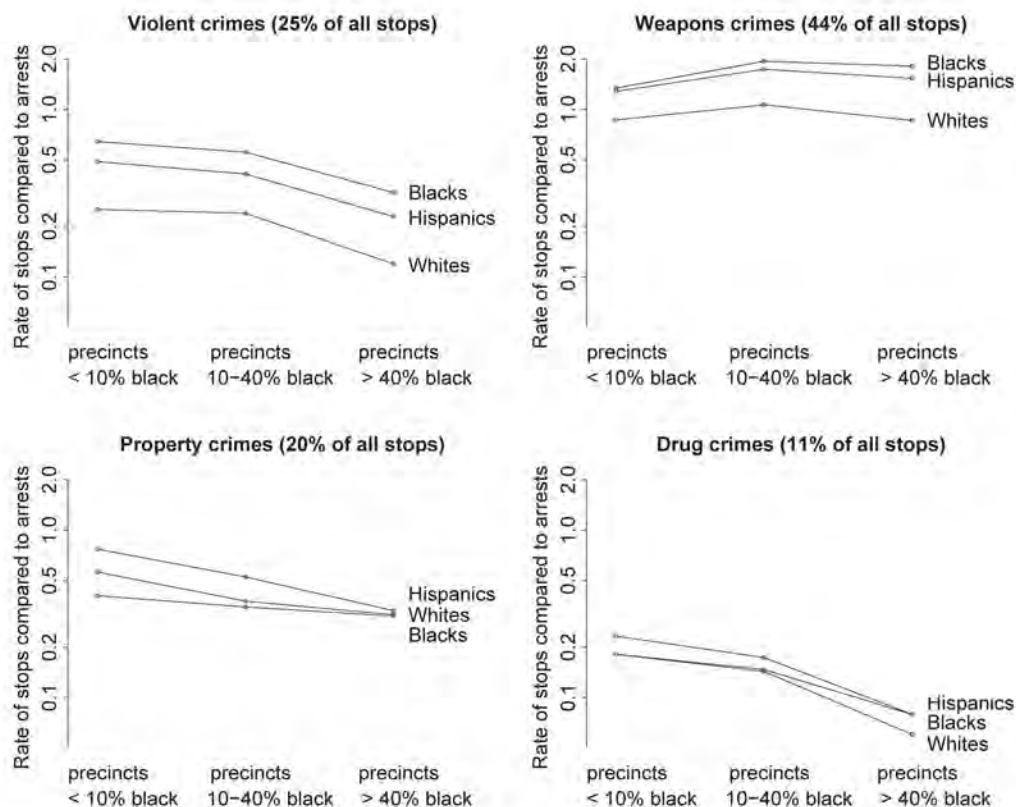 Violent crimes (25% of all stops)
Rate of stops compared to arrests
2.0
1.0
0.5
0.2
0.1
Blacks
Hispanics
Whites
precincts
< 10% black
precincts
10−40% black
precincts
> 40% black
Weapons crimes (44% of all stops)
Rate of stops compared to arrests
2.0
1.0
0.5
0.2
0.1
Blacks
Hispanics
Whites
precincts
< 10% black
precincts
10−40% black
precincts
> 40% black
Property crimes (20% of all stops)
Rate of stops compared to arrests
2.0
1.0
0.5
0.2
0.1
Hispanics
Whites
Blacks
precincts
< 10% black
precincts
10−40% black
precincts
> 40% black
Drug crimes (11% of all stops)
Rate of stops compared to arrests
2.0
1.0
0.5
0.2
0.1
Hispanics
Blacks
Whites
precincts
< 10% black
precincts
10−40% black
precincts
> 40% black